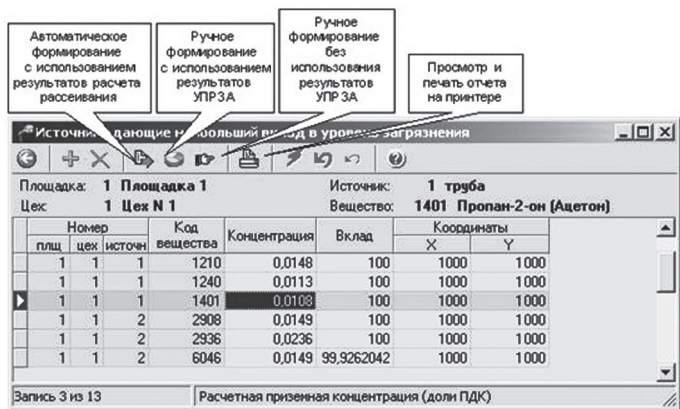 Автоматическое
формирование
с использованием
результатов расчета
рассеивания
Ручное
формирование
с использованием
результатов
УПРЗА
Ручное
формирование
без
использования
результатов
УПРЗА
Просмотр и
печать отчета
на принтере
Источник дающие н больший вклад в уровен загрязнения
Площадка: 1 Площадка 1 Источник: 1 труба
Цех: 1 Цех N 1 Вещество: 1401 Пропан-2-он (Ацетон)
Номер Код вещества Концентрация Вклад Координаты
плщ цех источн X Y
1 1 1 1210 0,0148 100 1000 1000
1 1 1 1240 0,0113 100 1000 1000
1 1 1 1401 0,0108 100 1000 1000
1 1 2 2908 0,0149 100 1000 1000
1 1 2 2936 0,0236 100 1000 1000
1 1 2 6046 0,0149 99,9262042 1000 1000
Запись 3 из 13 Расчетная приземная концентрация (доли ПДК)